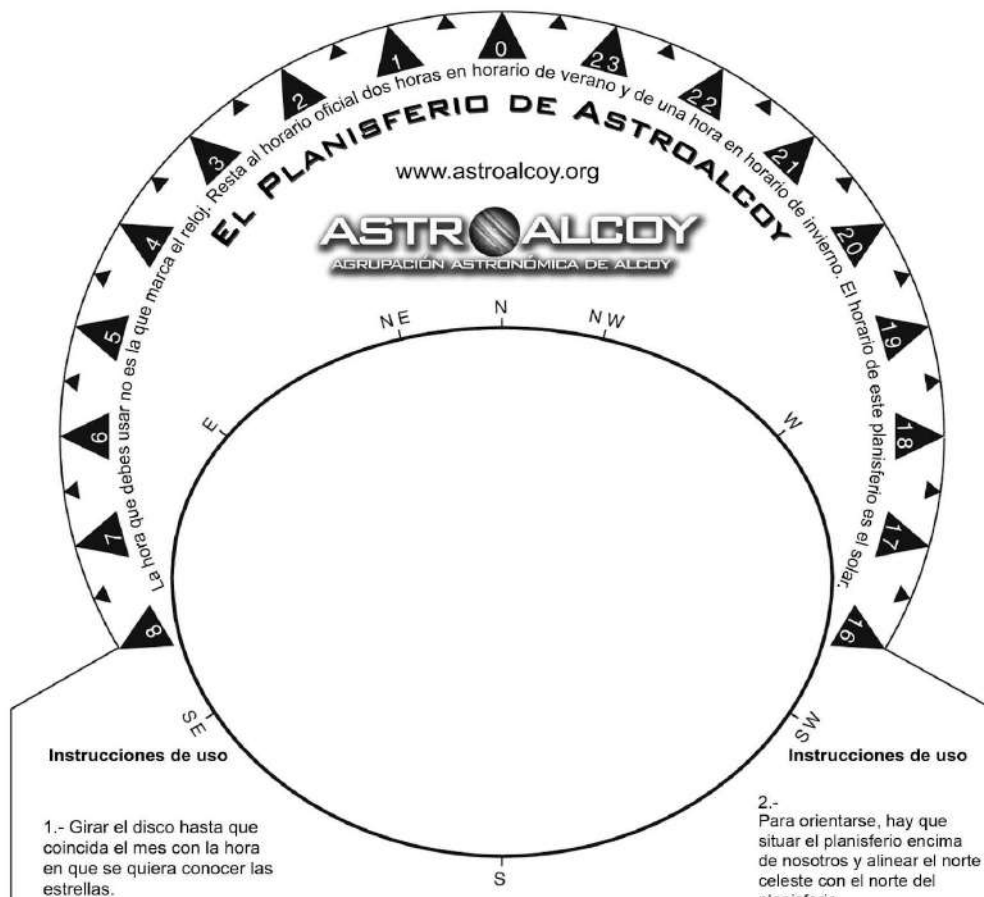 8 7 6 5 4 3 2 1 0 23 22 21 20 19 18 17 16
La hora que debes usar no es la que marca el reloj. Resta al horario oficial dos horas en horario de verano y de una hora en horario de invierno. El horario de este planisferio es el solar.
EL PLANISFERIO DE ASTROALCOY
www.astroalcoy.org
ASTROALCOY
AGRUPACIÓN ASTRONÓMICA DE ALCOY
NE N NW
E W
SE SW
S
Instrucciones de uso
1.- Girar el disco hasta que
coincida el mes con la hora
en que se quiera conocer las
estrellas.
Instrucciones de uso
2.-
Para orientarse, hay que
situar el planisferio encima
de nosotros y alinear el norte
celeste con el norte del